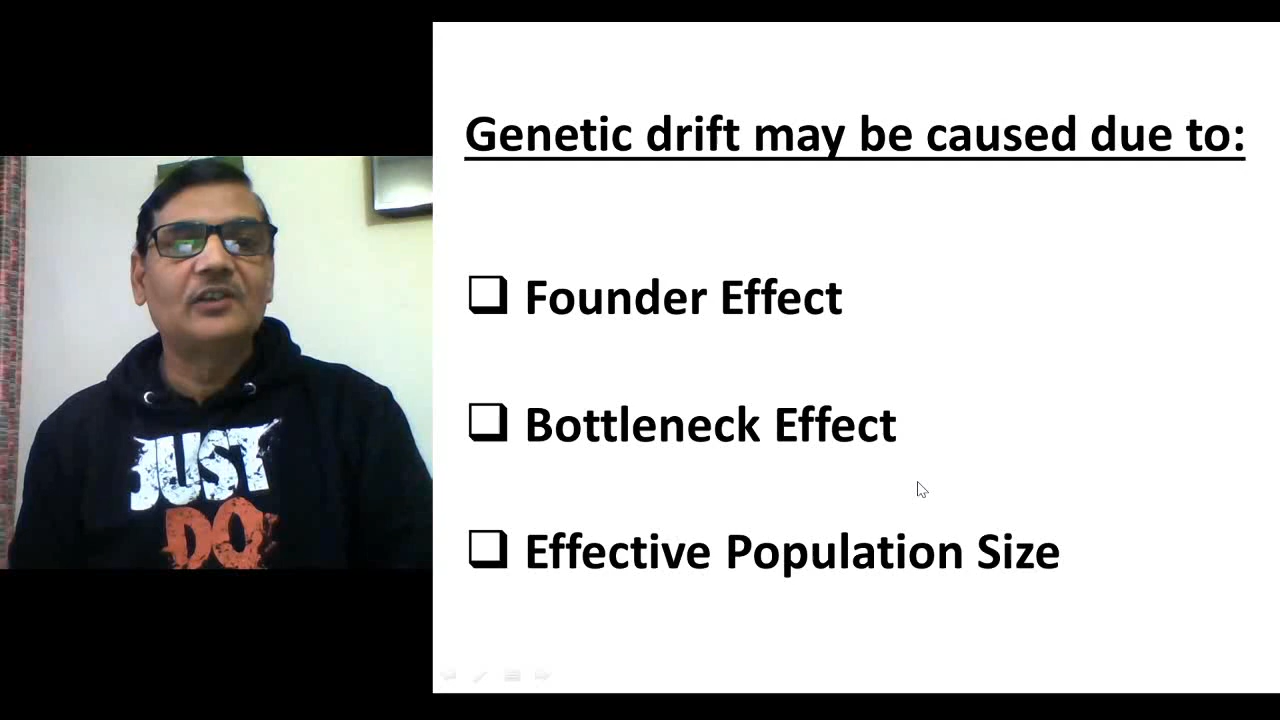 Genetic drift may be caused due to:
Founder Effect
Bottleneck Effect
Effective Population Size
JUST
DO